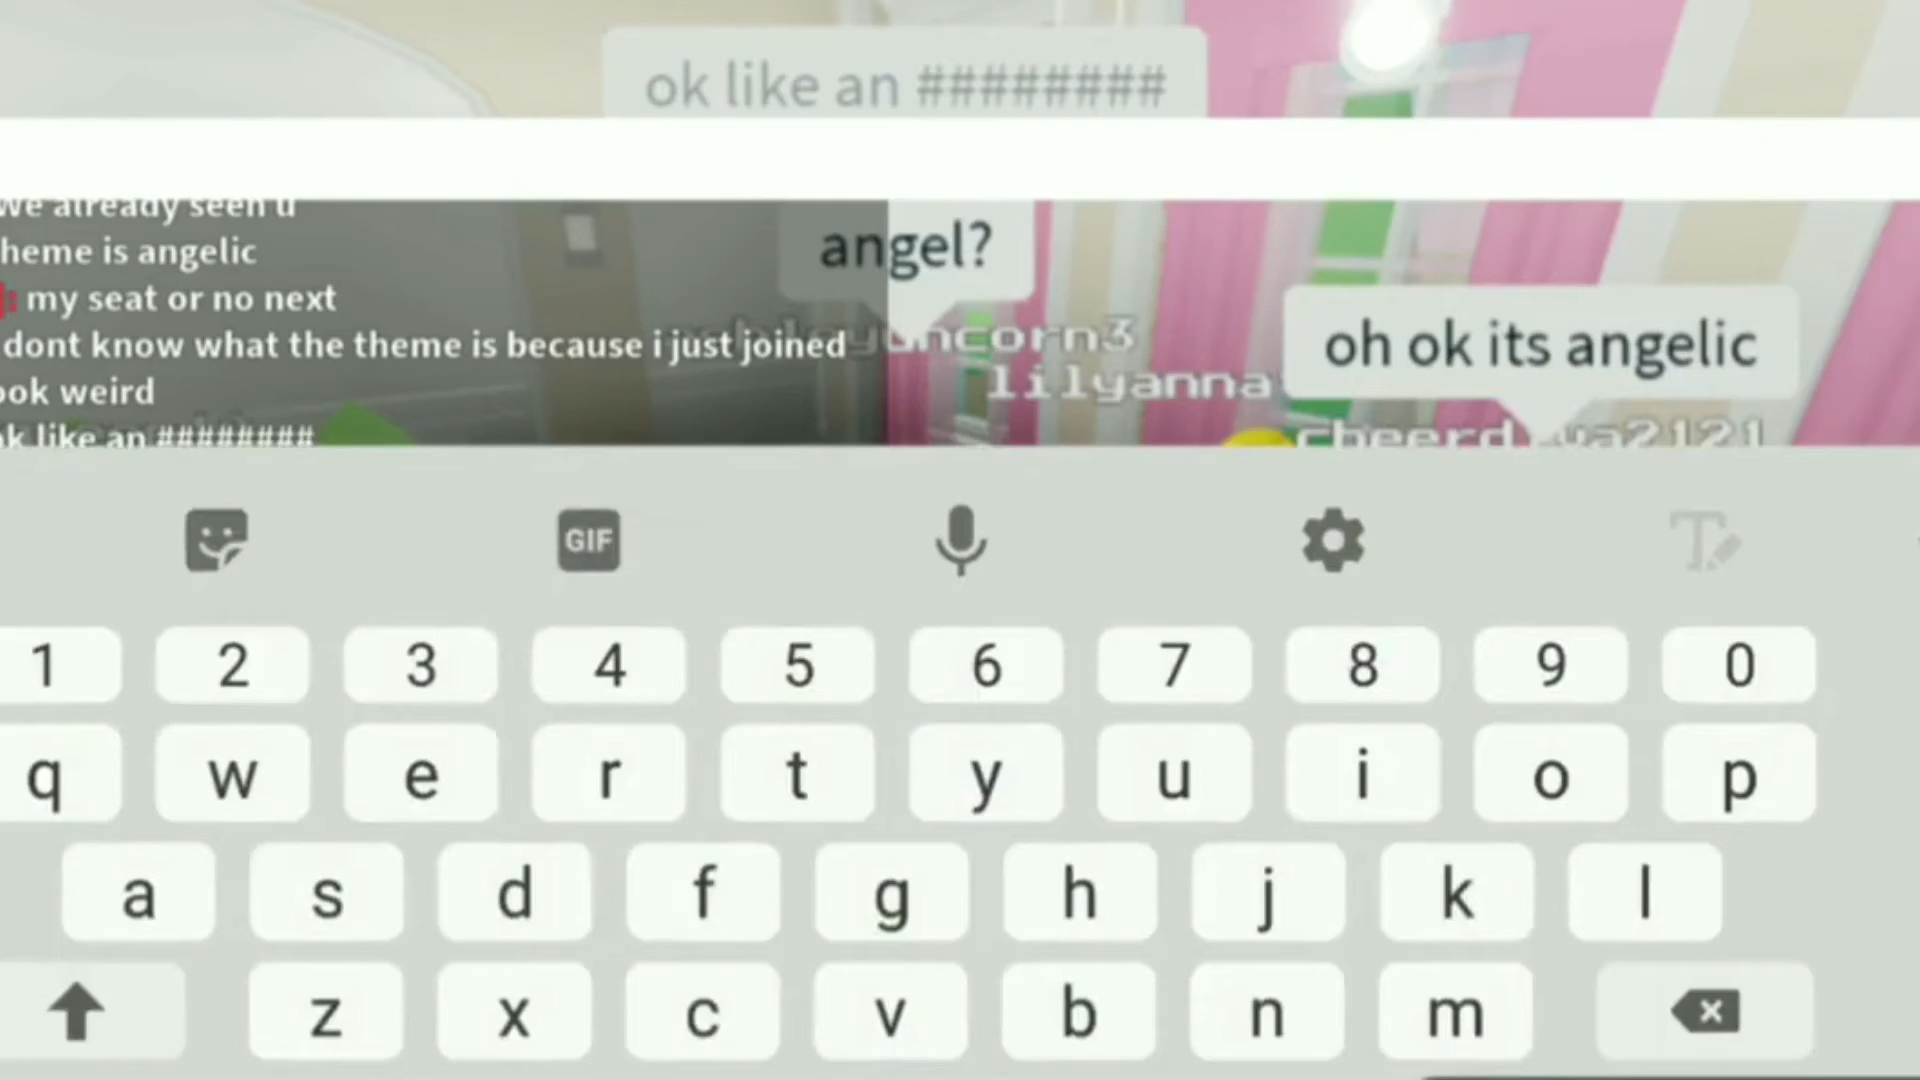 ok like an ########
we already seen u
heme is angelic
: my seat or no next
dont know what the theme is because i just joined
ook weird
ok like an ########
angel?
lilyanna
oh ok its angelic
GIF
1 2 3 4 5 6 7 8 9 0
q w e r t y u i o p
a s d f g h j k l
z x c v b n m